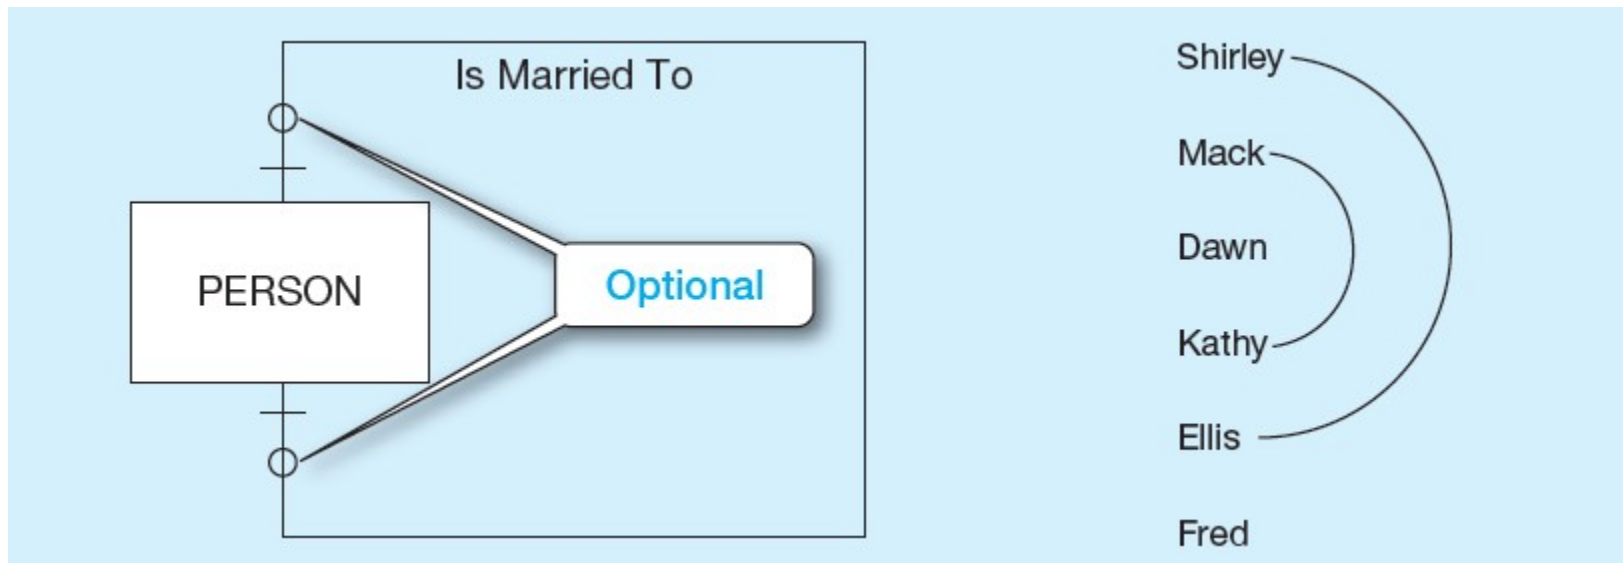 Is Married To
PERSON
Optional
Shirley
Mack
Dawn
Kathy
Ellis
Fred